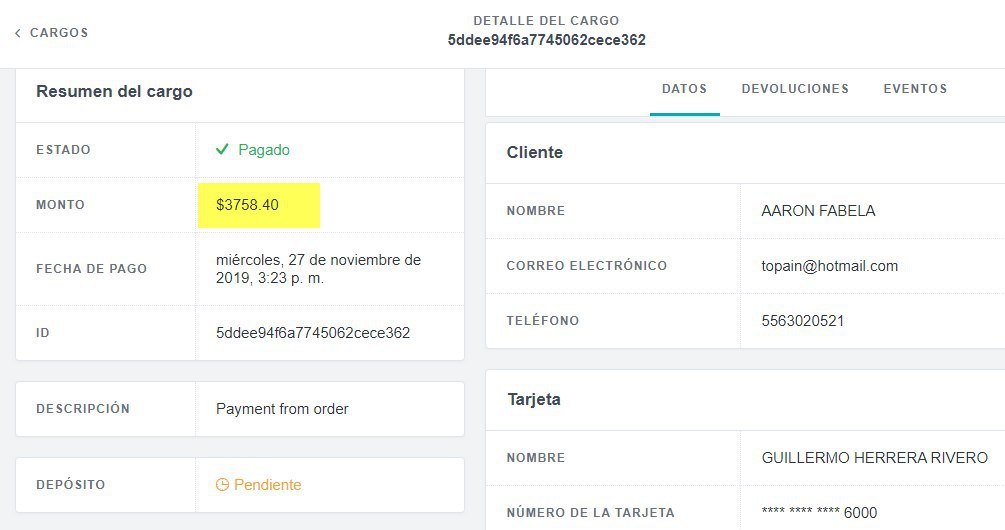 CARGOS
DETALLE DEL CARGO
5ddee94f6a7745062cece362
Resumen del cargo
ESTADO Pagado
MONTO $3758.40
FECHA DE PAGO miércoles, 27 de noviembre de
2019, 3:23 p. m.
ID 5ddee94f6a7745062cece362
DESCRIPCIÓN Payment from order
DEPÓSITO Pendiente
DATOS DEVOLUCIONES EVENTOS
Cliente
NOMBRE AARON FABELA
CORREO ELECTRÓNICO topain@hotmail.com
TELÉFONO 5563020521
Tarjeta
NOMBRE GUILLERMO HERRERA RIVERO
NÚMERO DE LA TARJETA **** **** **** 6000